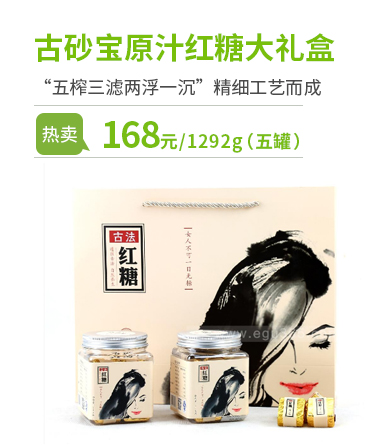 古砂宝原汁红糖大礼盒
“五榨三滤两浮一沉”精细工艺而成
热卖
168元/1292g（五罐）
古法
红糖
女人不可一日无糖
红糖
红糖